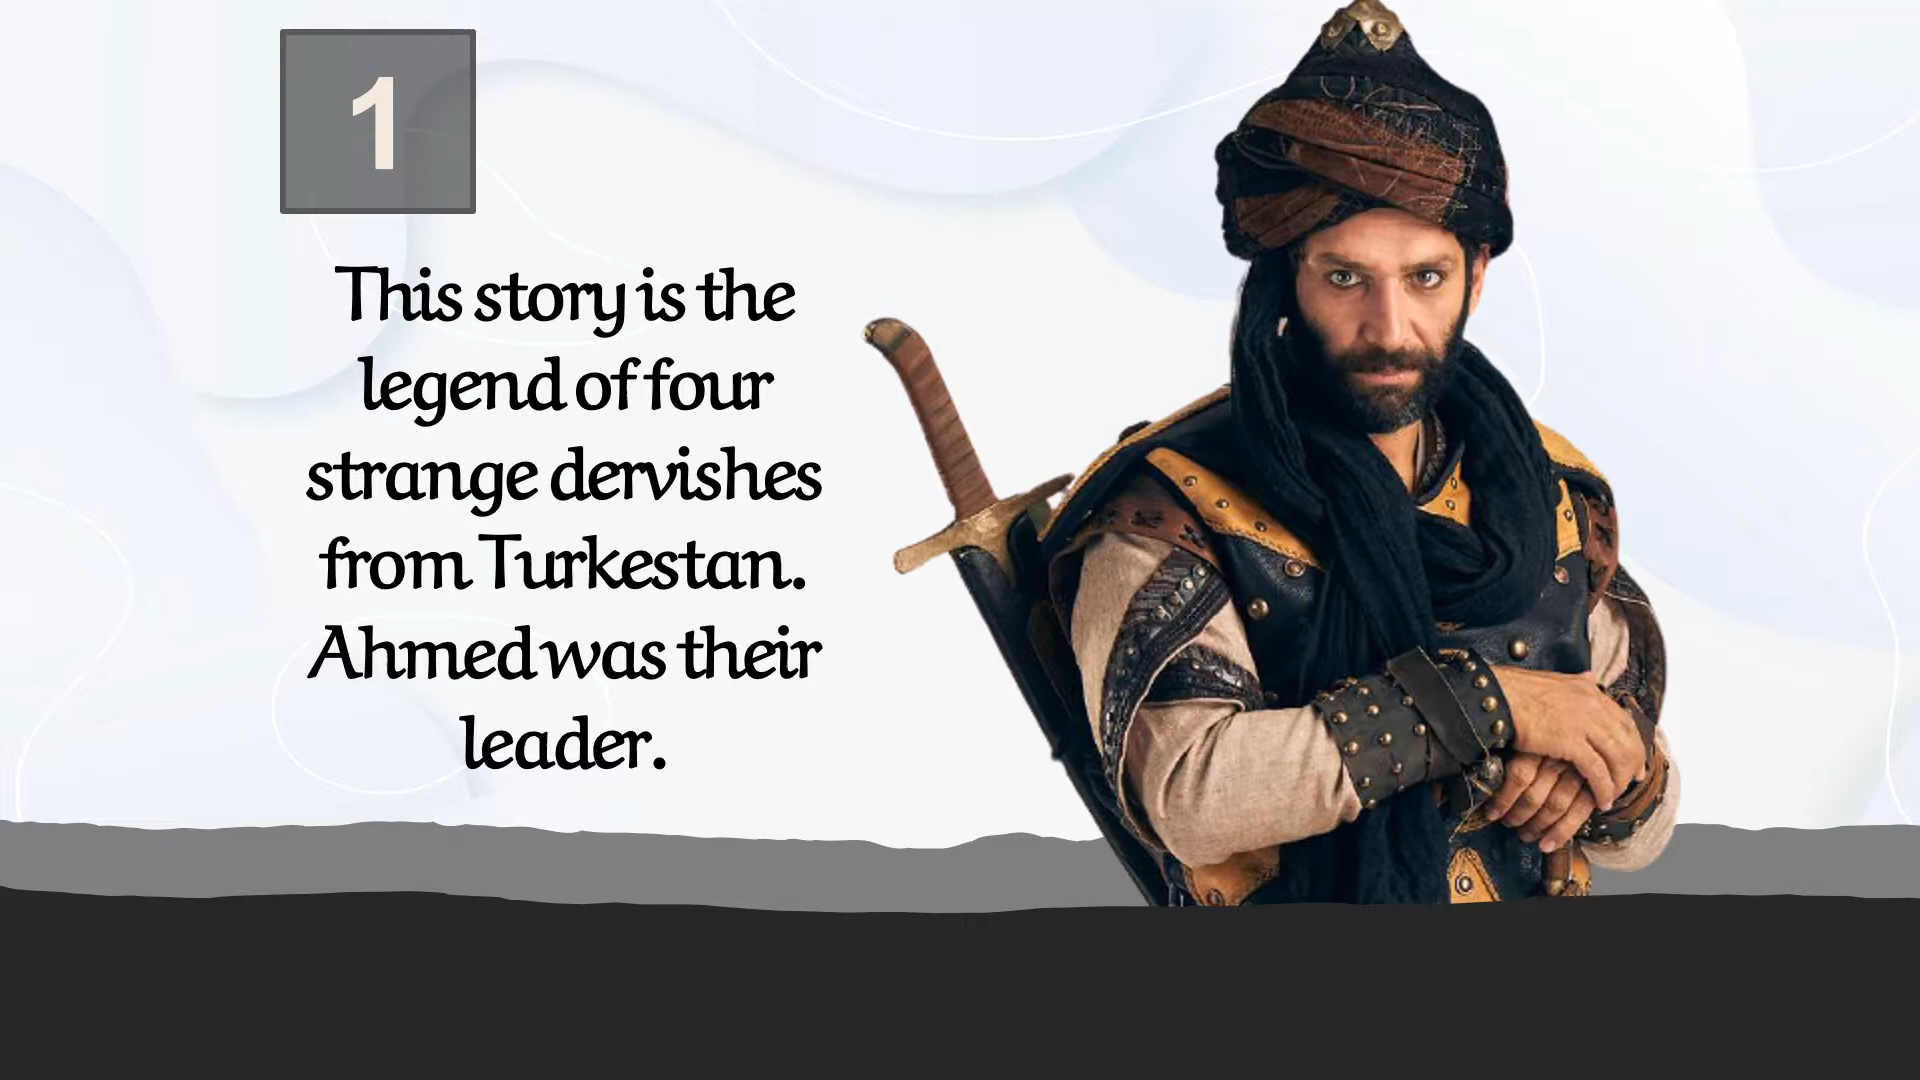 1
This story is the
legend of four
strange dervishes
from Turkestan.
Ahmed was their
leader.